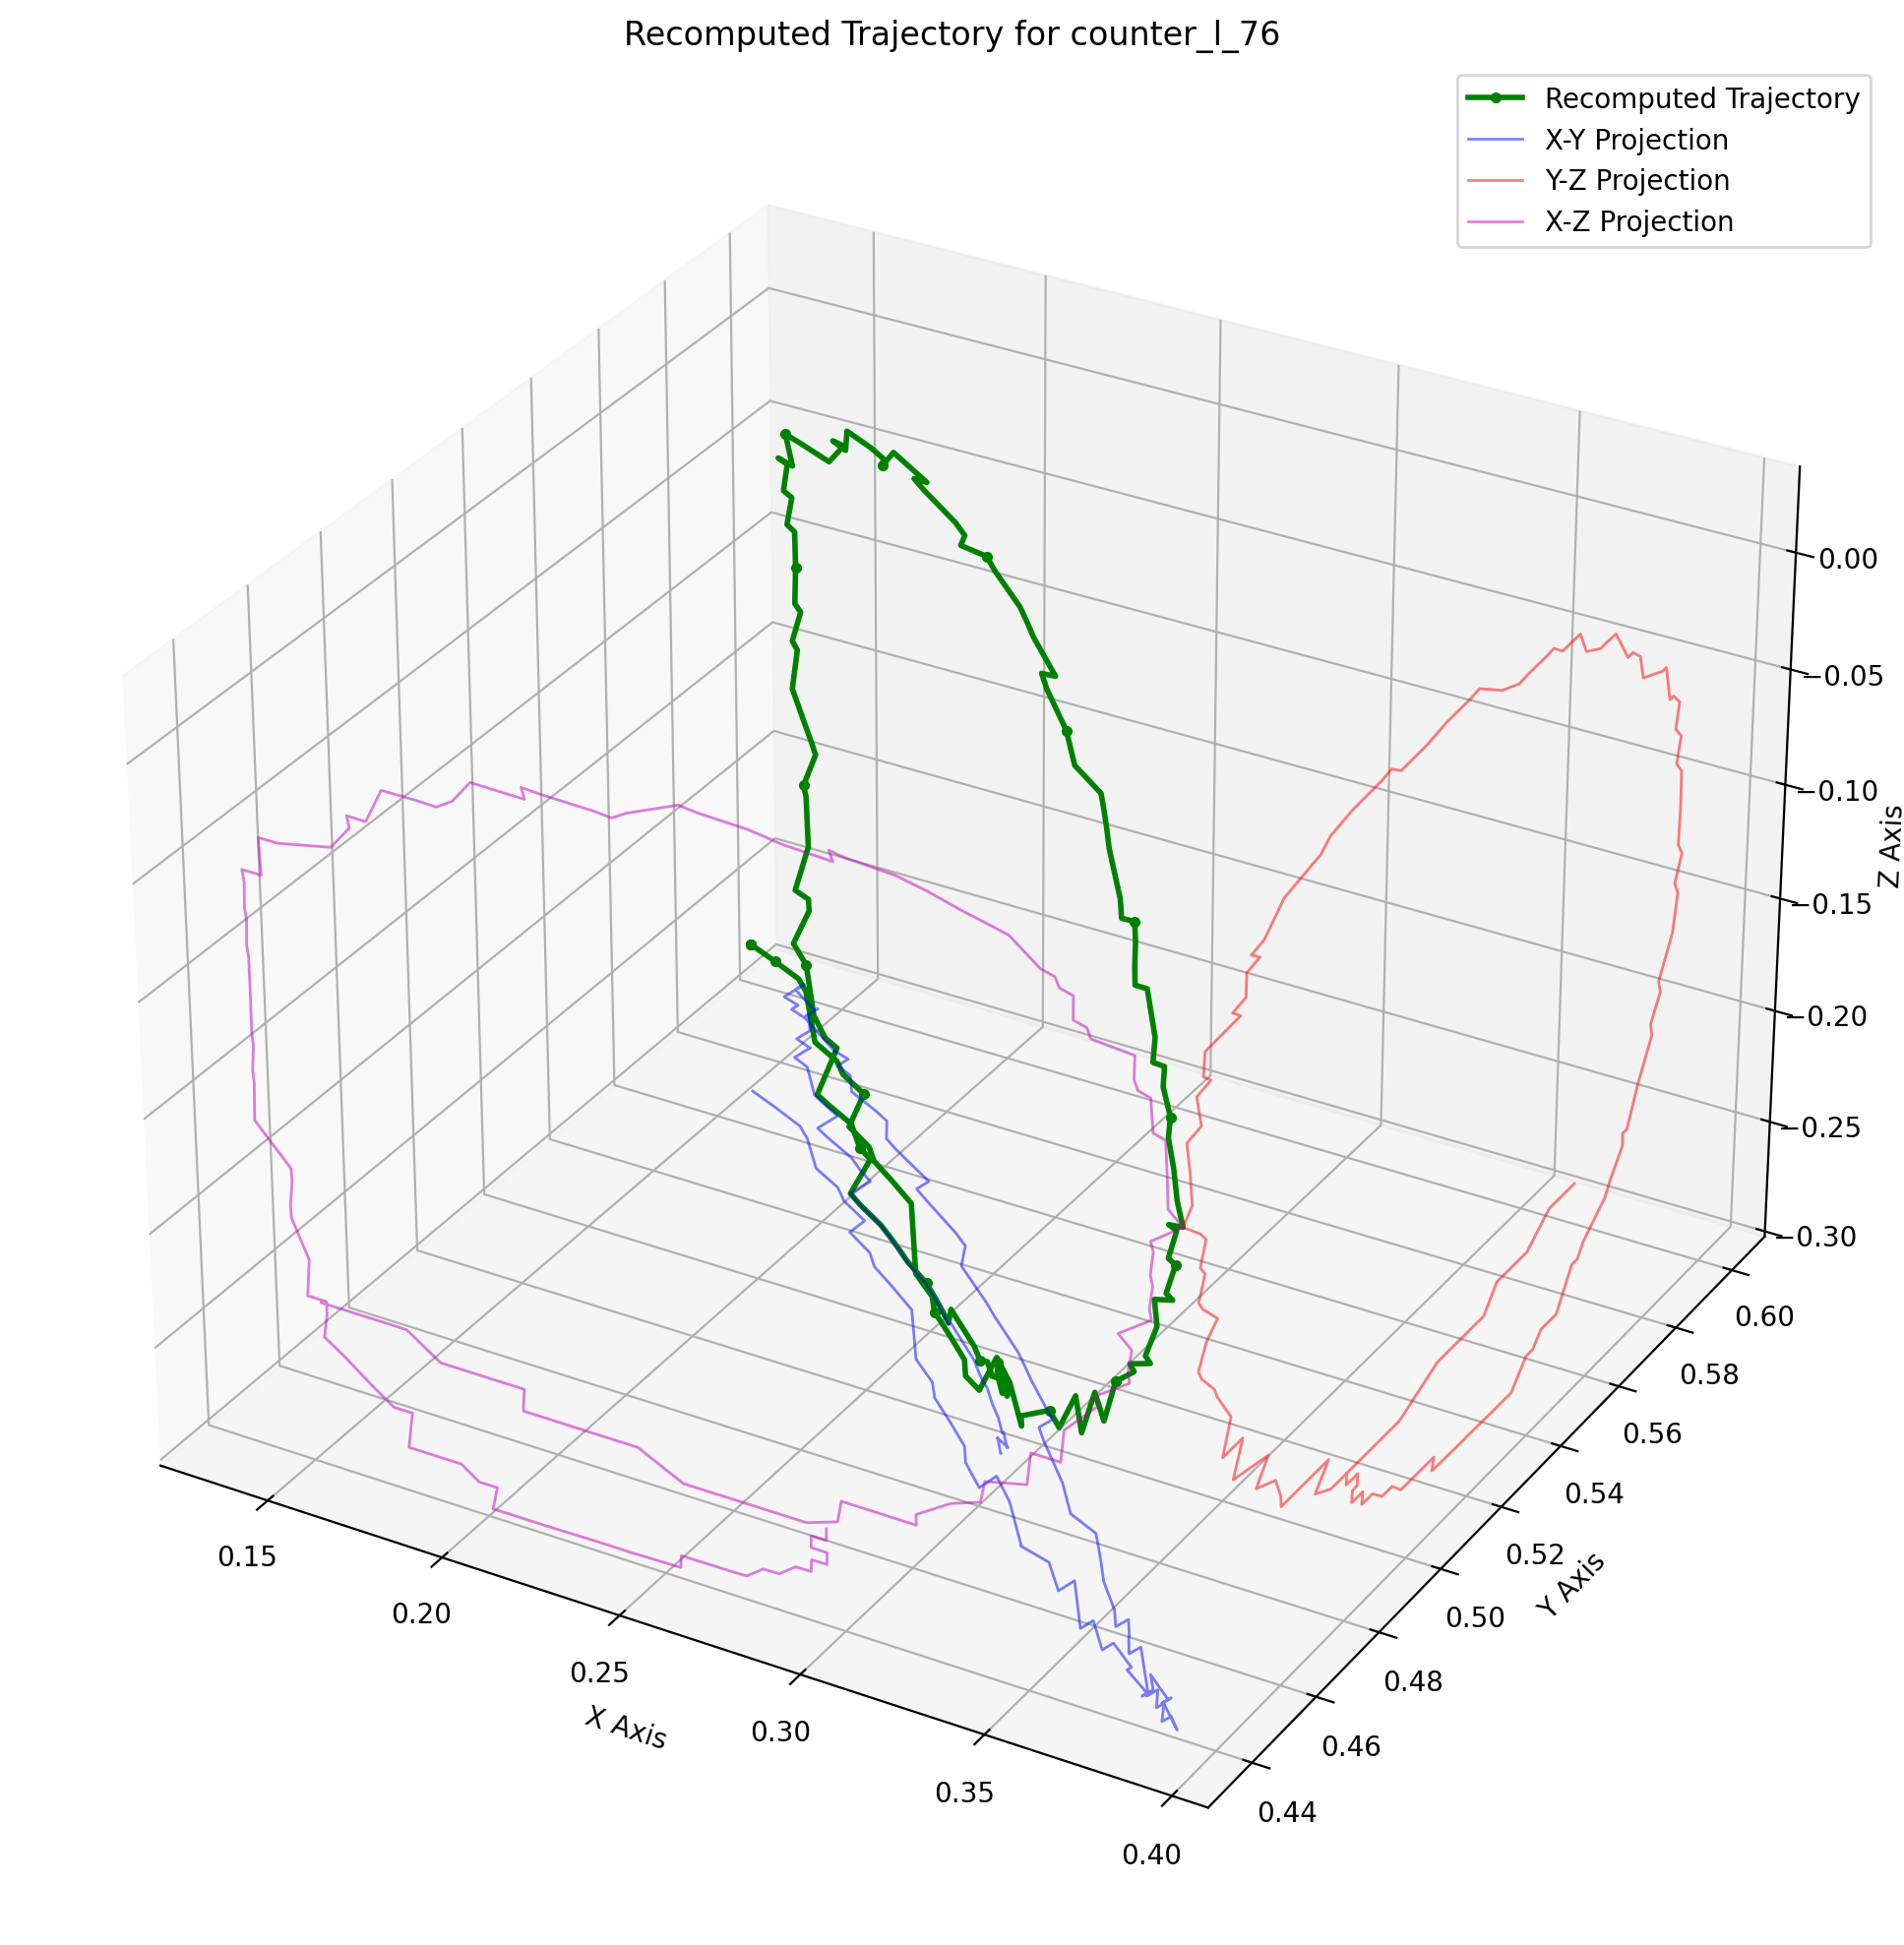 Recomputed Trajectory for counter_l_76
Recomputed Trajectory
X-Y Projection
Y-Z Projection
X-Z Projection
0.00
−0.05
−0.10
Z Axis
−0.15
−0.20
−0.25
−0.30
0.60
0.58
0.56
0.54
0.52
Y Axis
0.50
0.48
0.46
0.44
0.15
0.20
0.25
X Axis
0.30
0.35
0.40